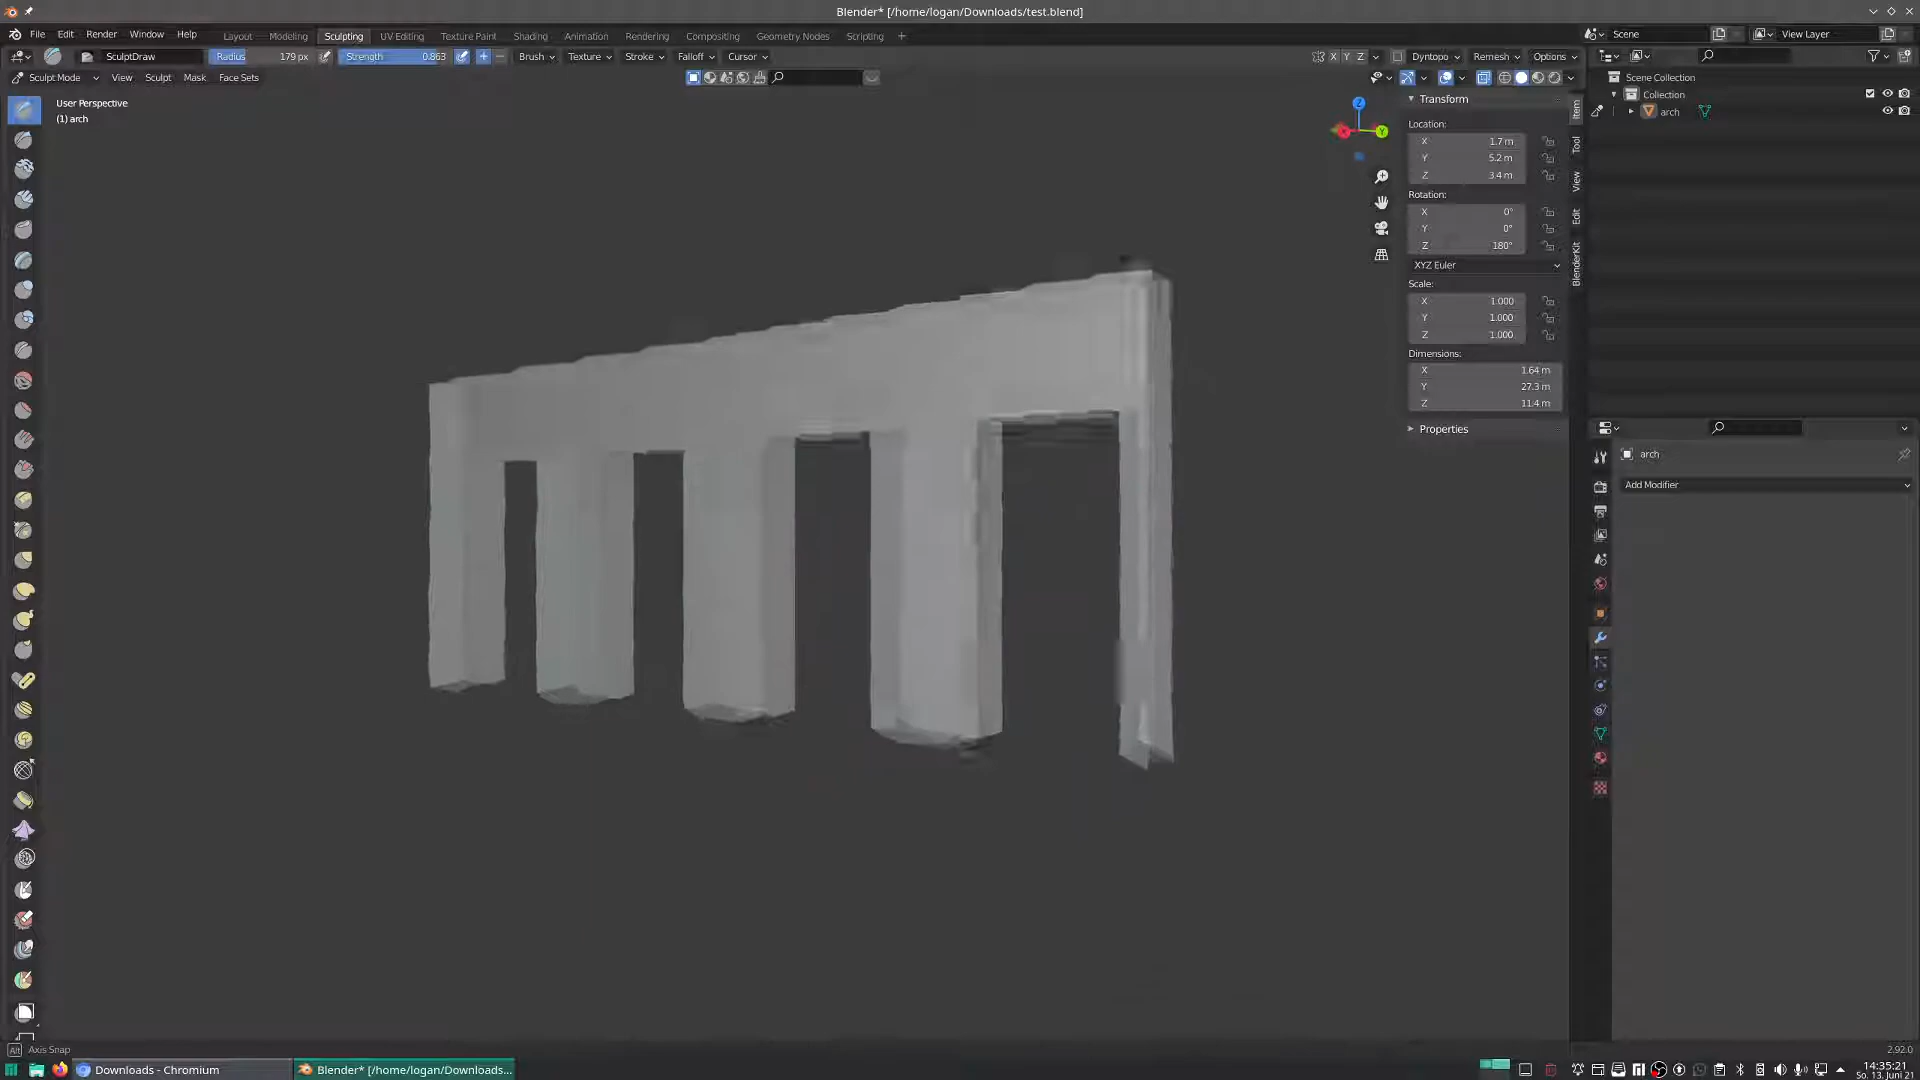 Blender* [/home/logan/Downloads/test.blend]
File Edit Render Window Help
Layout Modeling Sculpting UV Editing Texture Paint Shading Animation Rendering Compositing Geometry Nodes Scripting +
Scene
View Layer
SculptDraw
Radius 179 px
Strength 0.863
Brush Texture Stroke Falloff Cursor
X Y Z
Dyntopo Remesh Options
Sculpt Mode View Sculpt Mask Face Sets
User Perspective
(1) arch
Z
X
Y
Transform
Location:
X 1.7 m
Y 5.2 m
Z 3.4 m
Rotation:
X 0°
Y 0°
Z 180°
XYZ Euler
Scale:
X 1.000
Y 1.000
Z 1.000
Dimensions:
X 1.64 m
Y 27.3 m
Z 11.4 m
Properties
Item
Tool
View
Edit
BlenderKit
Scene Collection
Collection
arch
arch
Add Modifier
Alt Axis Snap
2.92.0
Downloads - Chromium
Blender* [/home/logan/Downloads...
14:35:21
So. 13. Juni 21